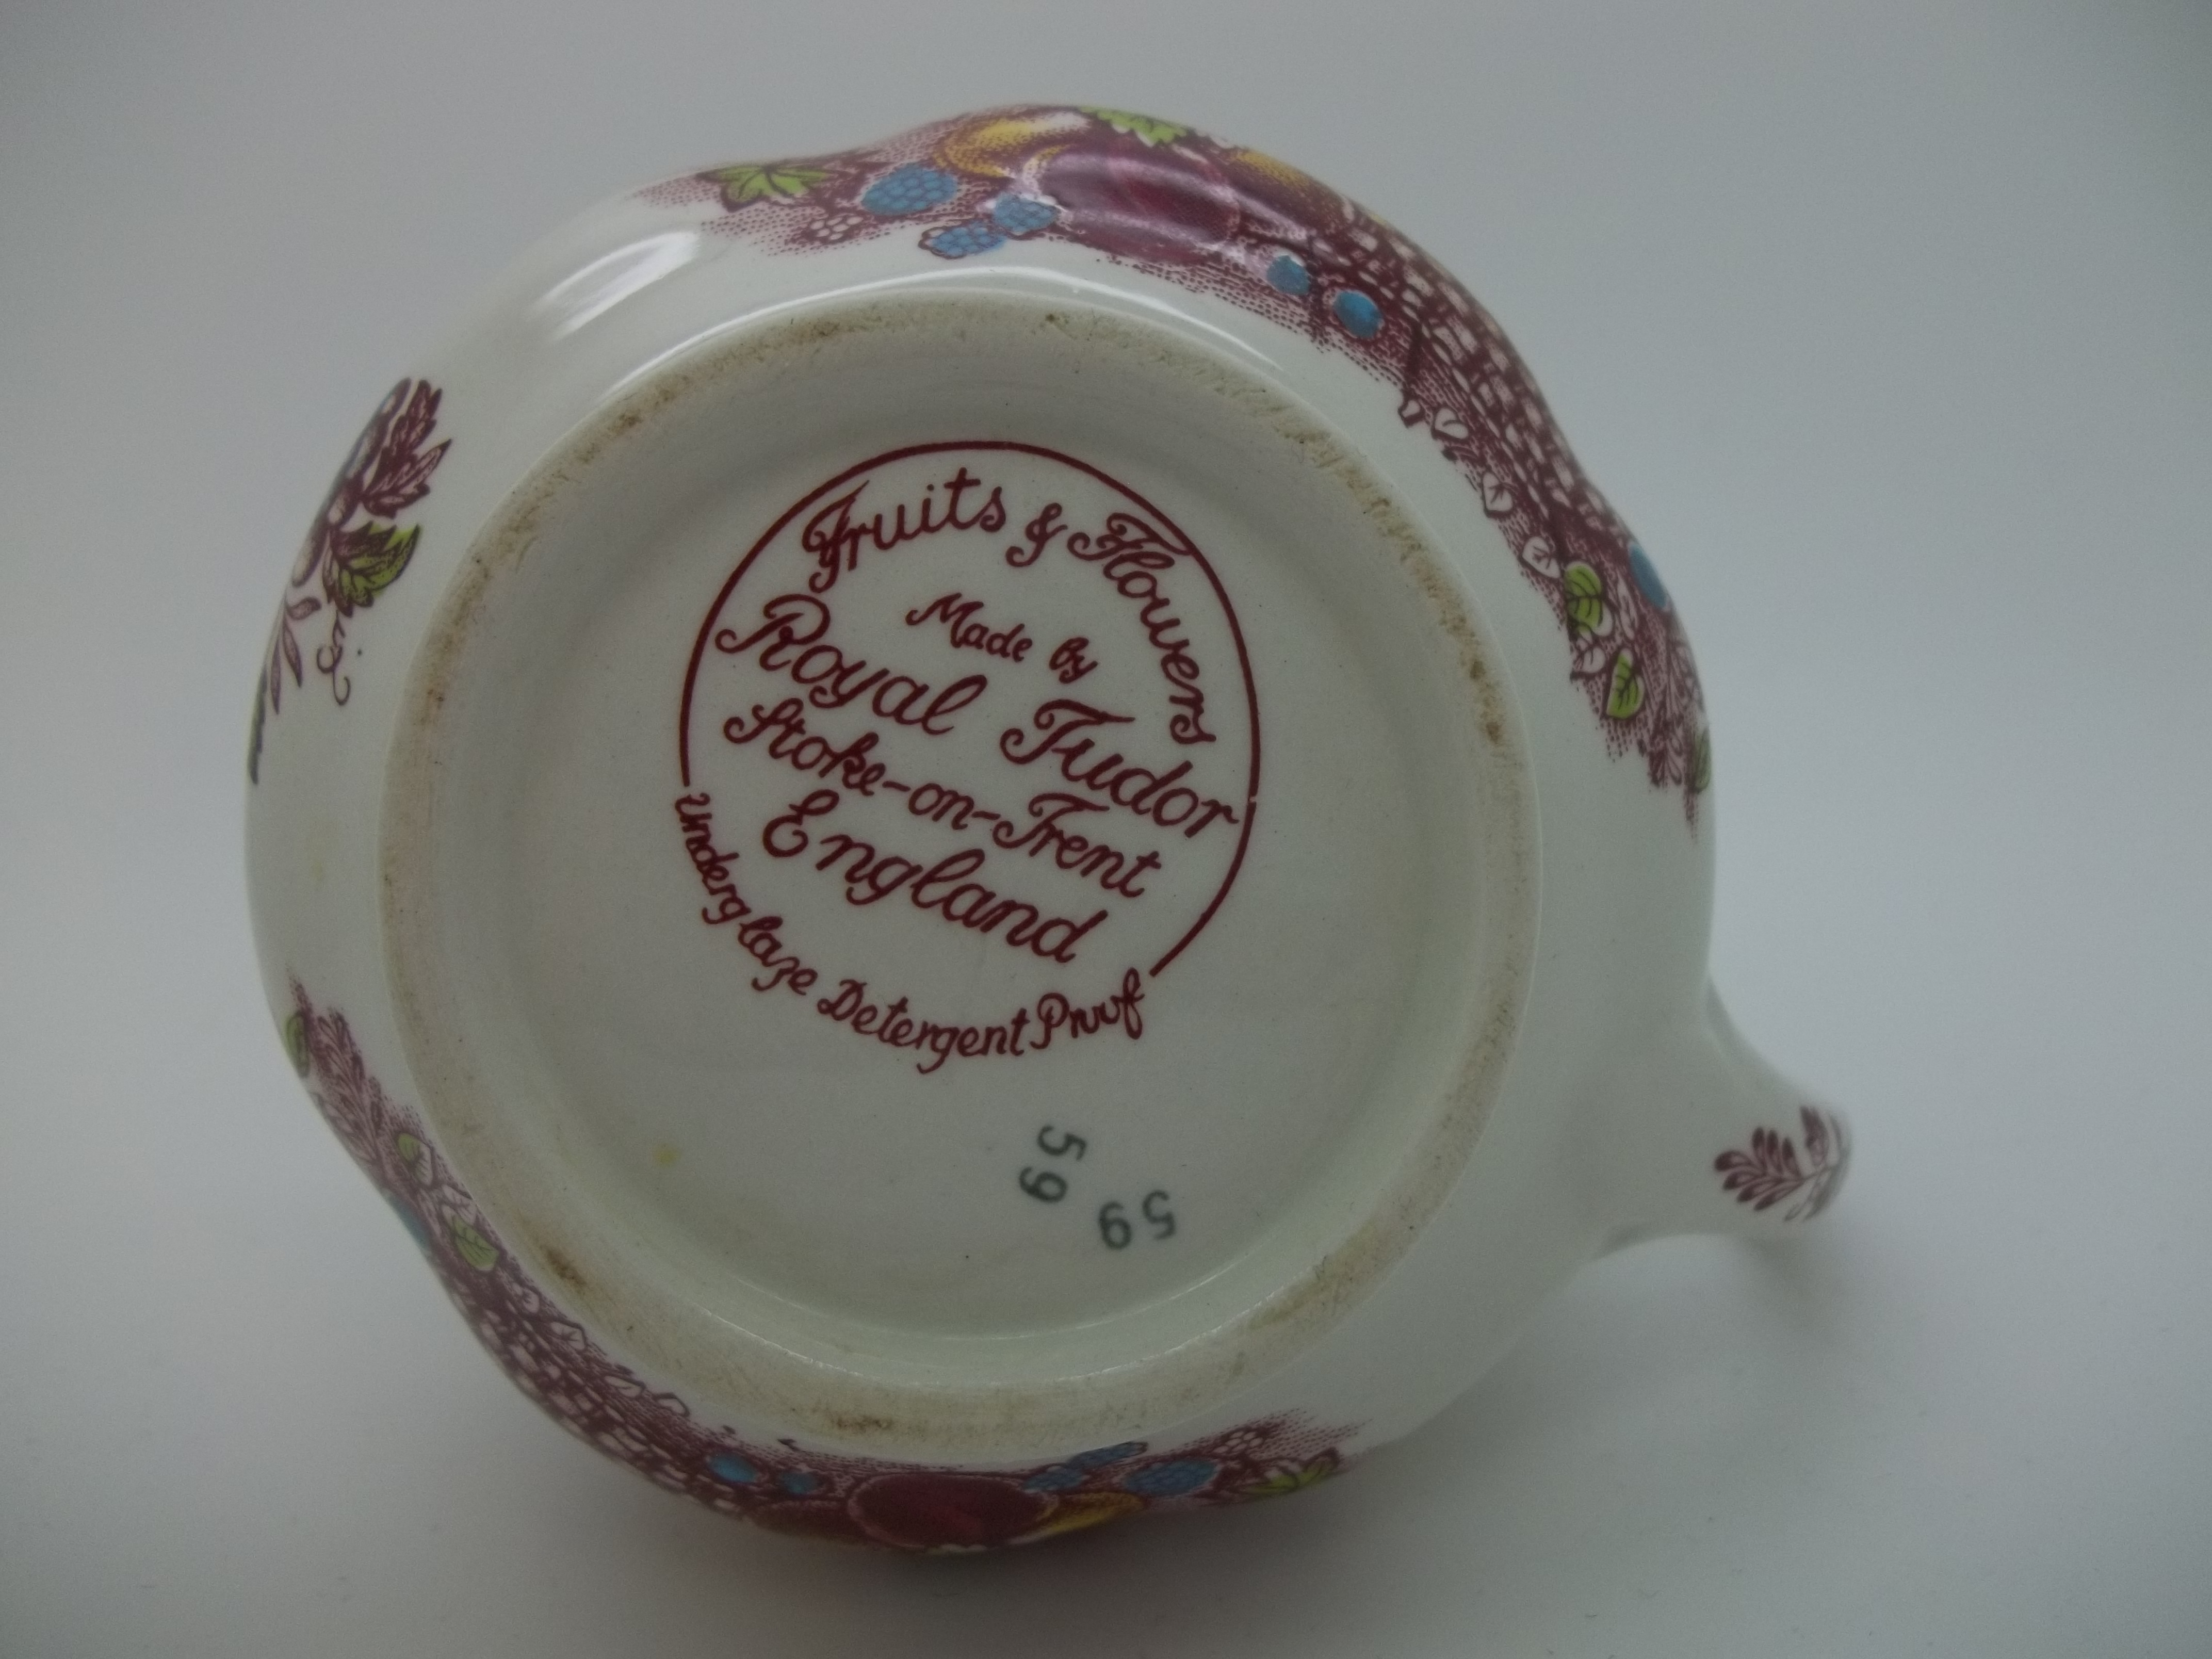 Fruits & Flowers
Made by
Royal Tudor
Stoke-on-Trent
England
Underglaze Detergent Proof
59
59